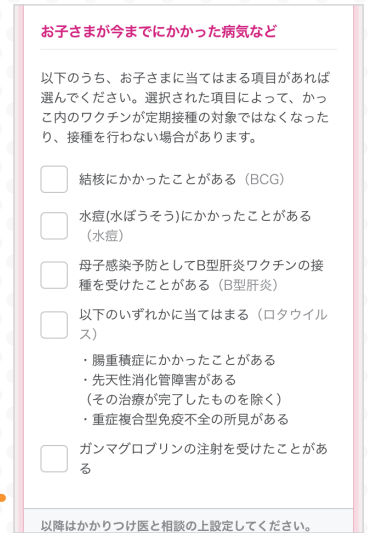 お子さまが今までにかかった病気など
以下のうち、お子さまに当てはまる項目があれば
選んでください。選択された項目によって、かっ
こ内のワクチンが定期接種の対象ではなくなった
り、接種を行わない場合があります。
結核にかかったことがある（BCG）
水痘(水ぼうそう)にかかったことがある
（水痘）
母子感染予防としてB型肝炎ワクチンの接
種を受けたことがある（B型肝炎）
以下のいずれかに当てはまる（ロタウイル
ス）
・腸重積症にかかったことがある
・先天性消化管障害がある
（その治療が完了したものを除く）
・重症複合型免疫不全の所見がある
ガンマグロブリンの注射を受けたことがあ
る
以降はかかりつけ医と相談の上設定してください。